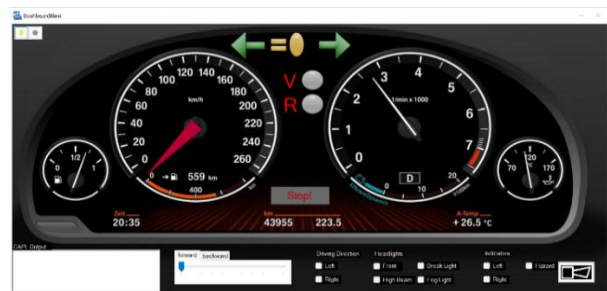 80 100 120 140 160 180 200 220 240 260
60
40
20
0
km/h
0 → 559 km
400
0 1/2 1
V
R
Stop!
0 1 2 3 4 5 6 7
1/min x 1000
D
0 10 20
70 120 170
°C
Zeit
20:35
km
43955 223.5
A-Temp
+26.5 °C
CAPL Output
forward backward
Driving Direction
Left
Right
Headlights
Front Break Light
High Beam Fog Light
Indicators
Left Hazard
Right